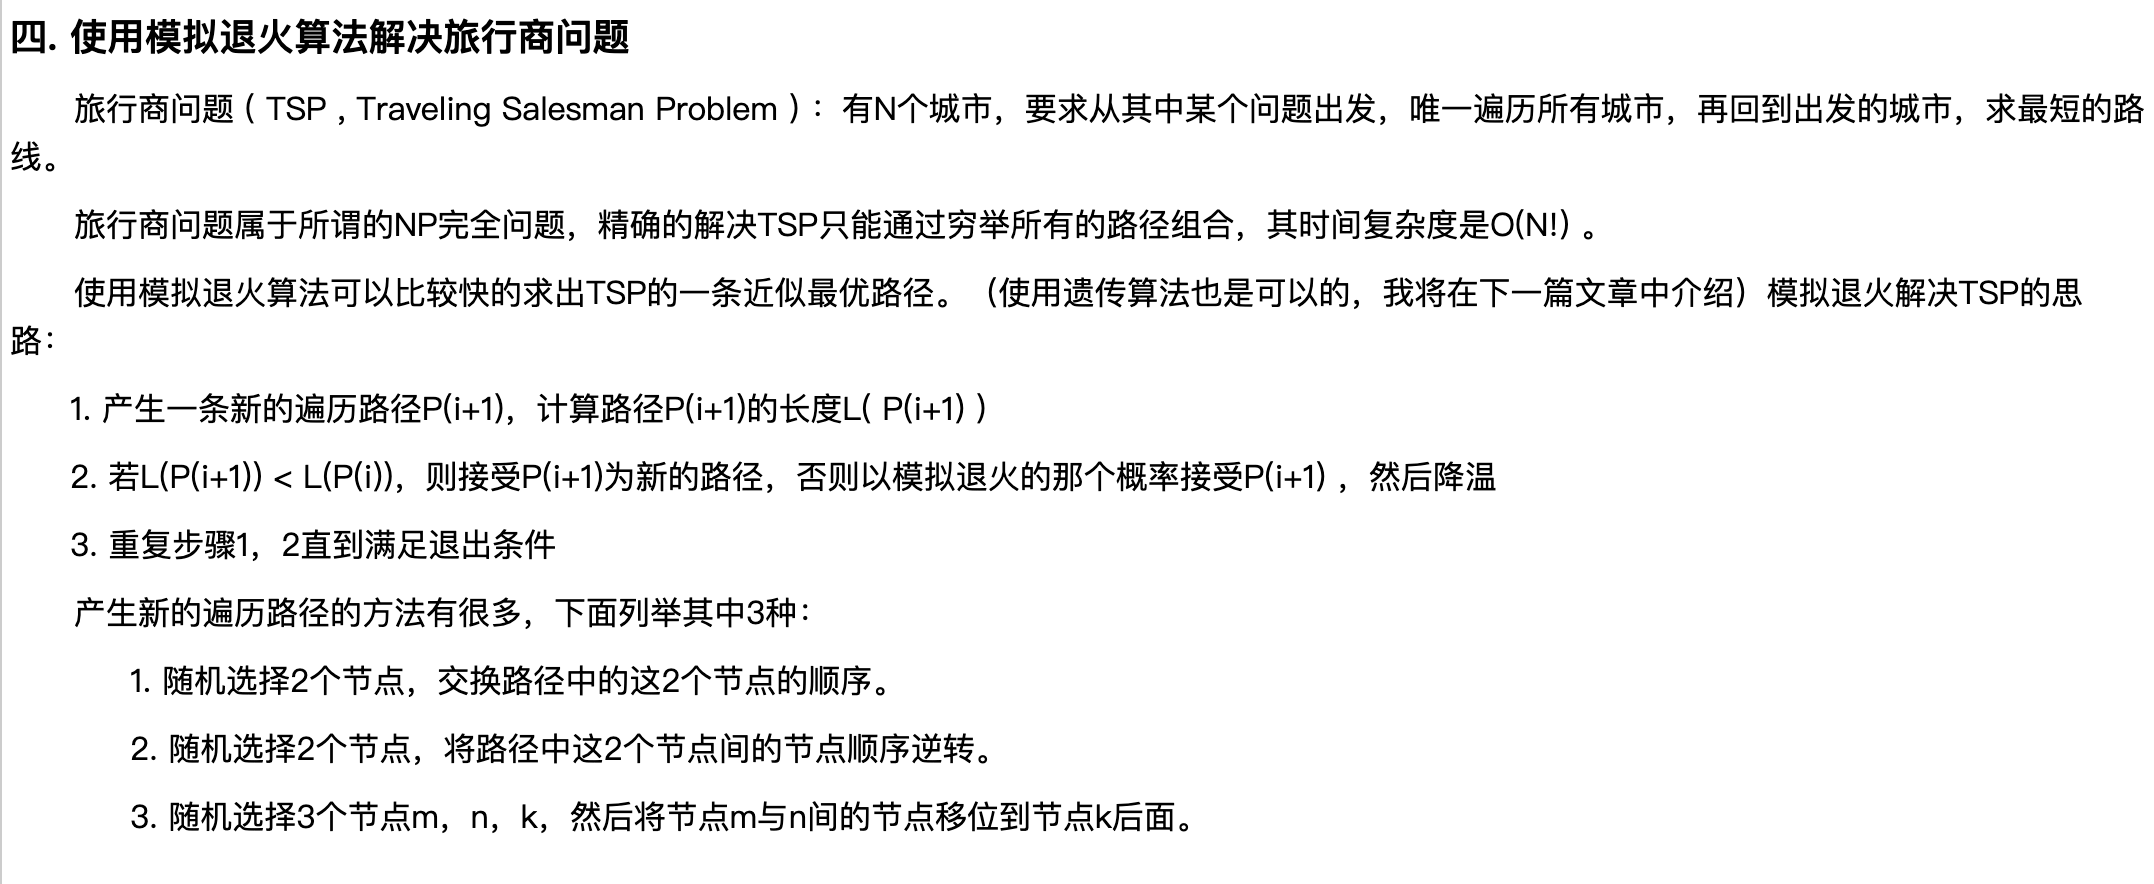 四. 使用模拟退火算法解决旅行商问题
旅行商问题 ( TSP , Traveling Salesman Problem ) ：有N个城市，要求从其中某个问题出发，唯一遍历所有城市，再回到出发的城市，求最短的路
线。
旅行商问题属于所谓的NP完全问题，精确的解决TSP只能通过穷举所有的路径组合，其时间复杂度是O(N!) 。
使用模拟退火算法可以比较快的求出TSP的一条近似最优路径。（使用遗传算法也是可以的，我将在下一篇文章中介绍）模拟退火解决TSP的思
路：
1. 产生一条新的遍历路径P(i+1)，计算路径P(i+1)的长度L( P(i+1) )
2. 若L(P(i+1)) < L(P(i))，则接受P(i+1)为新的路径，否则以模拟退火的那个概率接受P(i+1) ，然后降温
3. 重复步骤1，2直到满足退出条件
产生新的遍历路径的方法有很多，下面列举其中3种：
1. 随机选择2个节点，交换路径中的这2个节点的顺序。
2. 随机选择2个节点，将路径中这2个节点间的节点顺序逆转。
3. 随机选择3个节点m，n，k，然后将节点m与n间的节点移位到节点k后面。